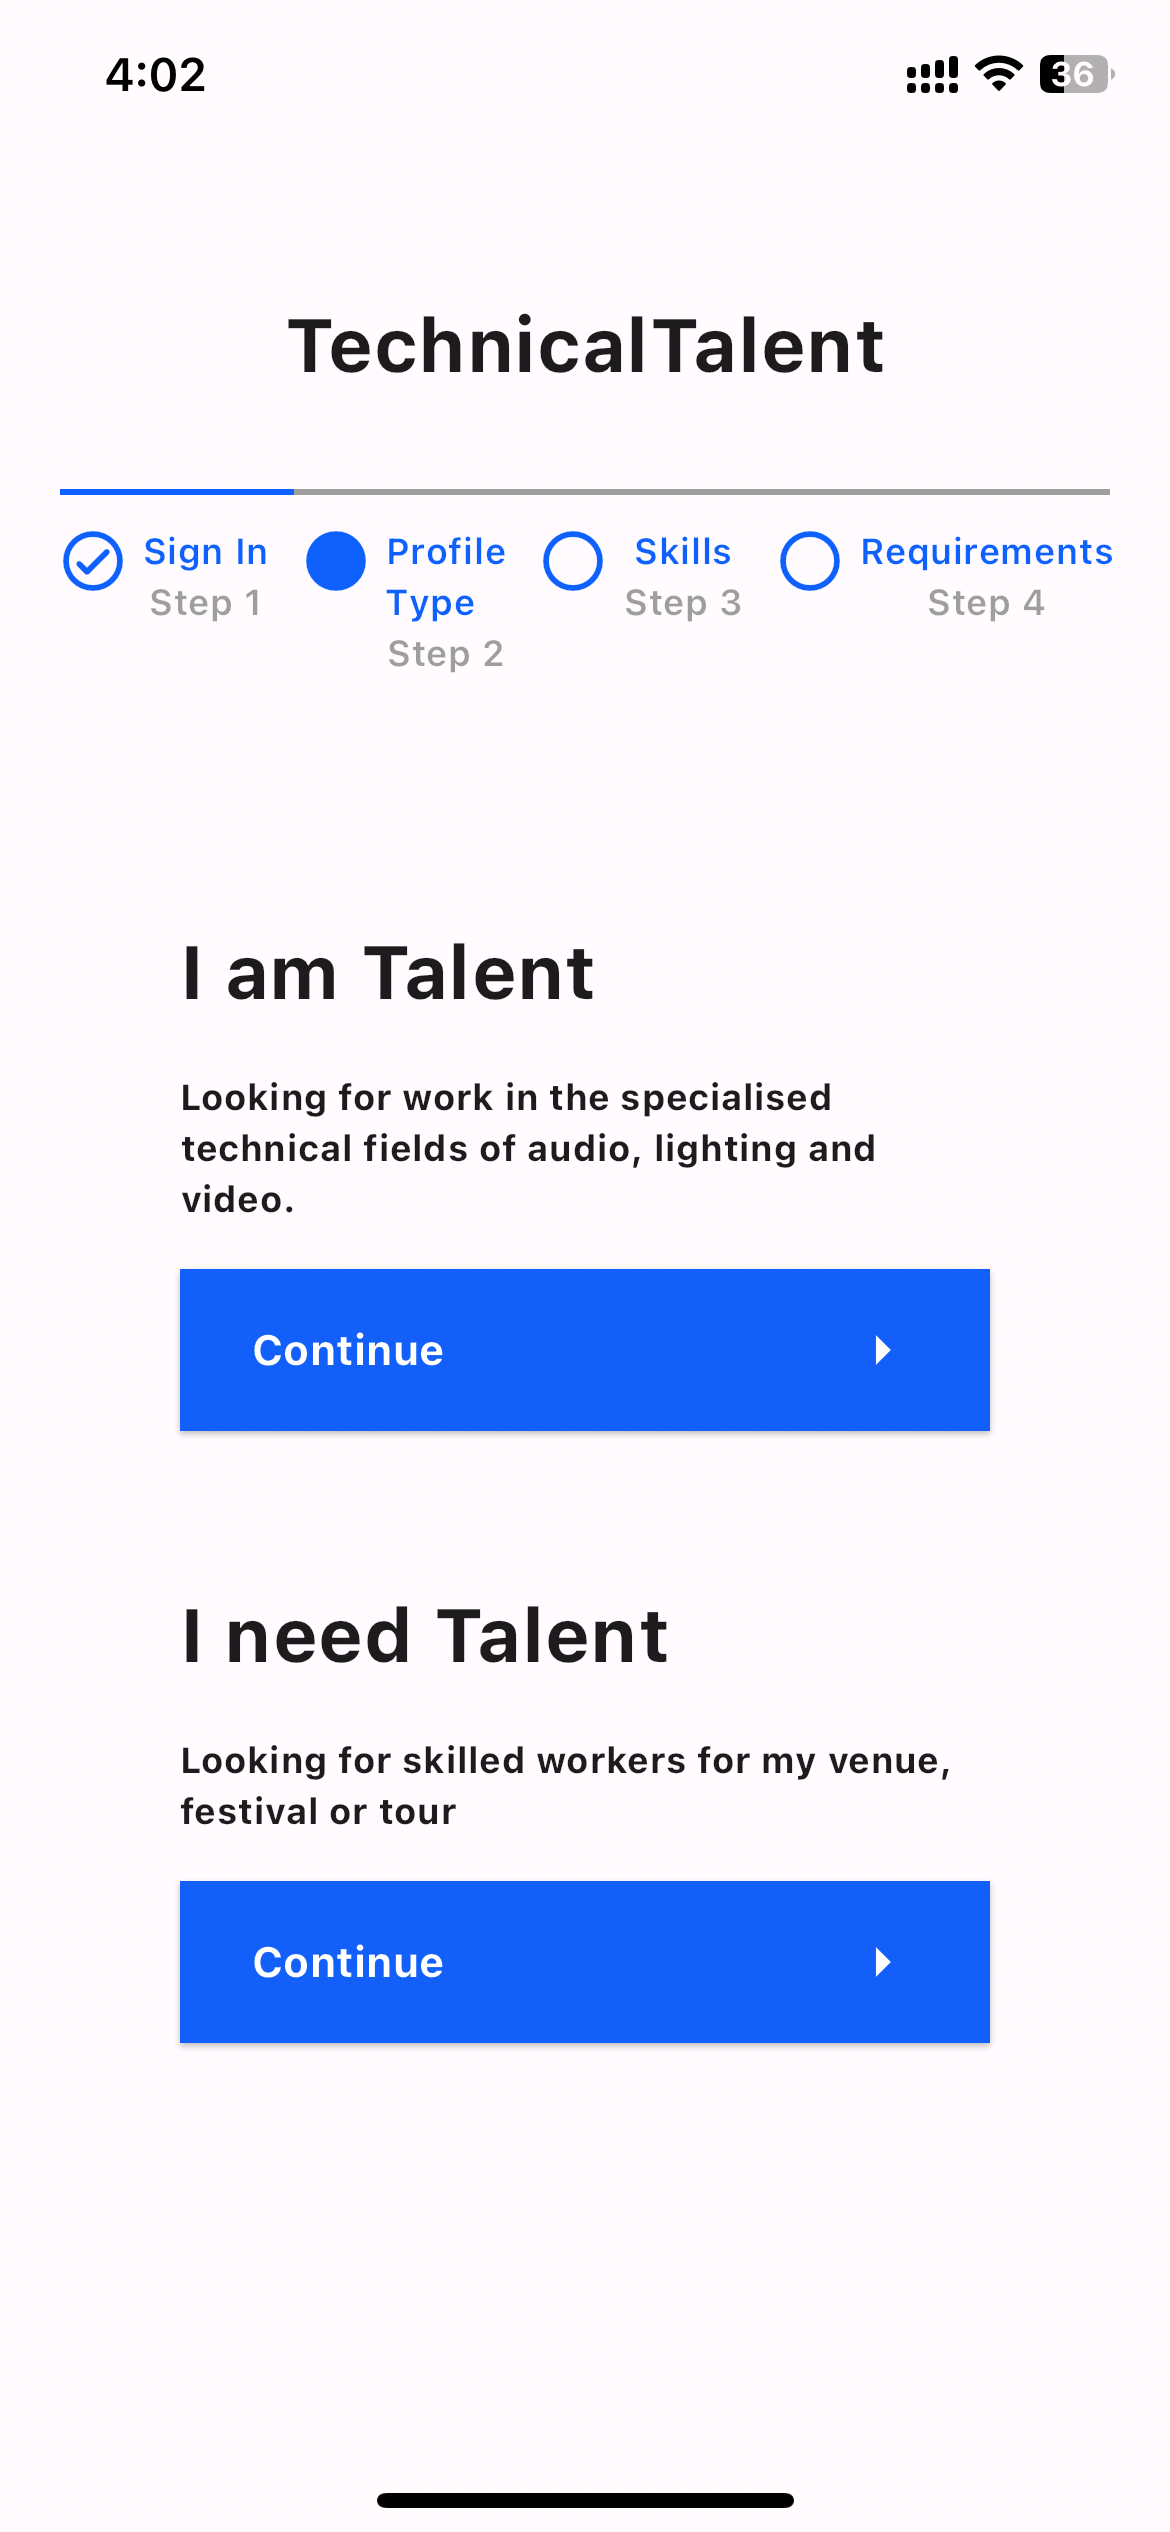 4:02
36
TechnicalTalent
Sign In
Step 1
Profile
Type
Step 2
Skills
Step 3
Requirements
Step 4
I am Talent
Looking for work in the specialised
technical fields of audio, lighting and
video.
Continue
I need Talent
Looking for skilled workers for my venue,
festival or tour
Continue